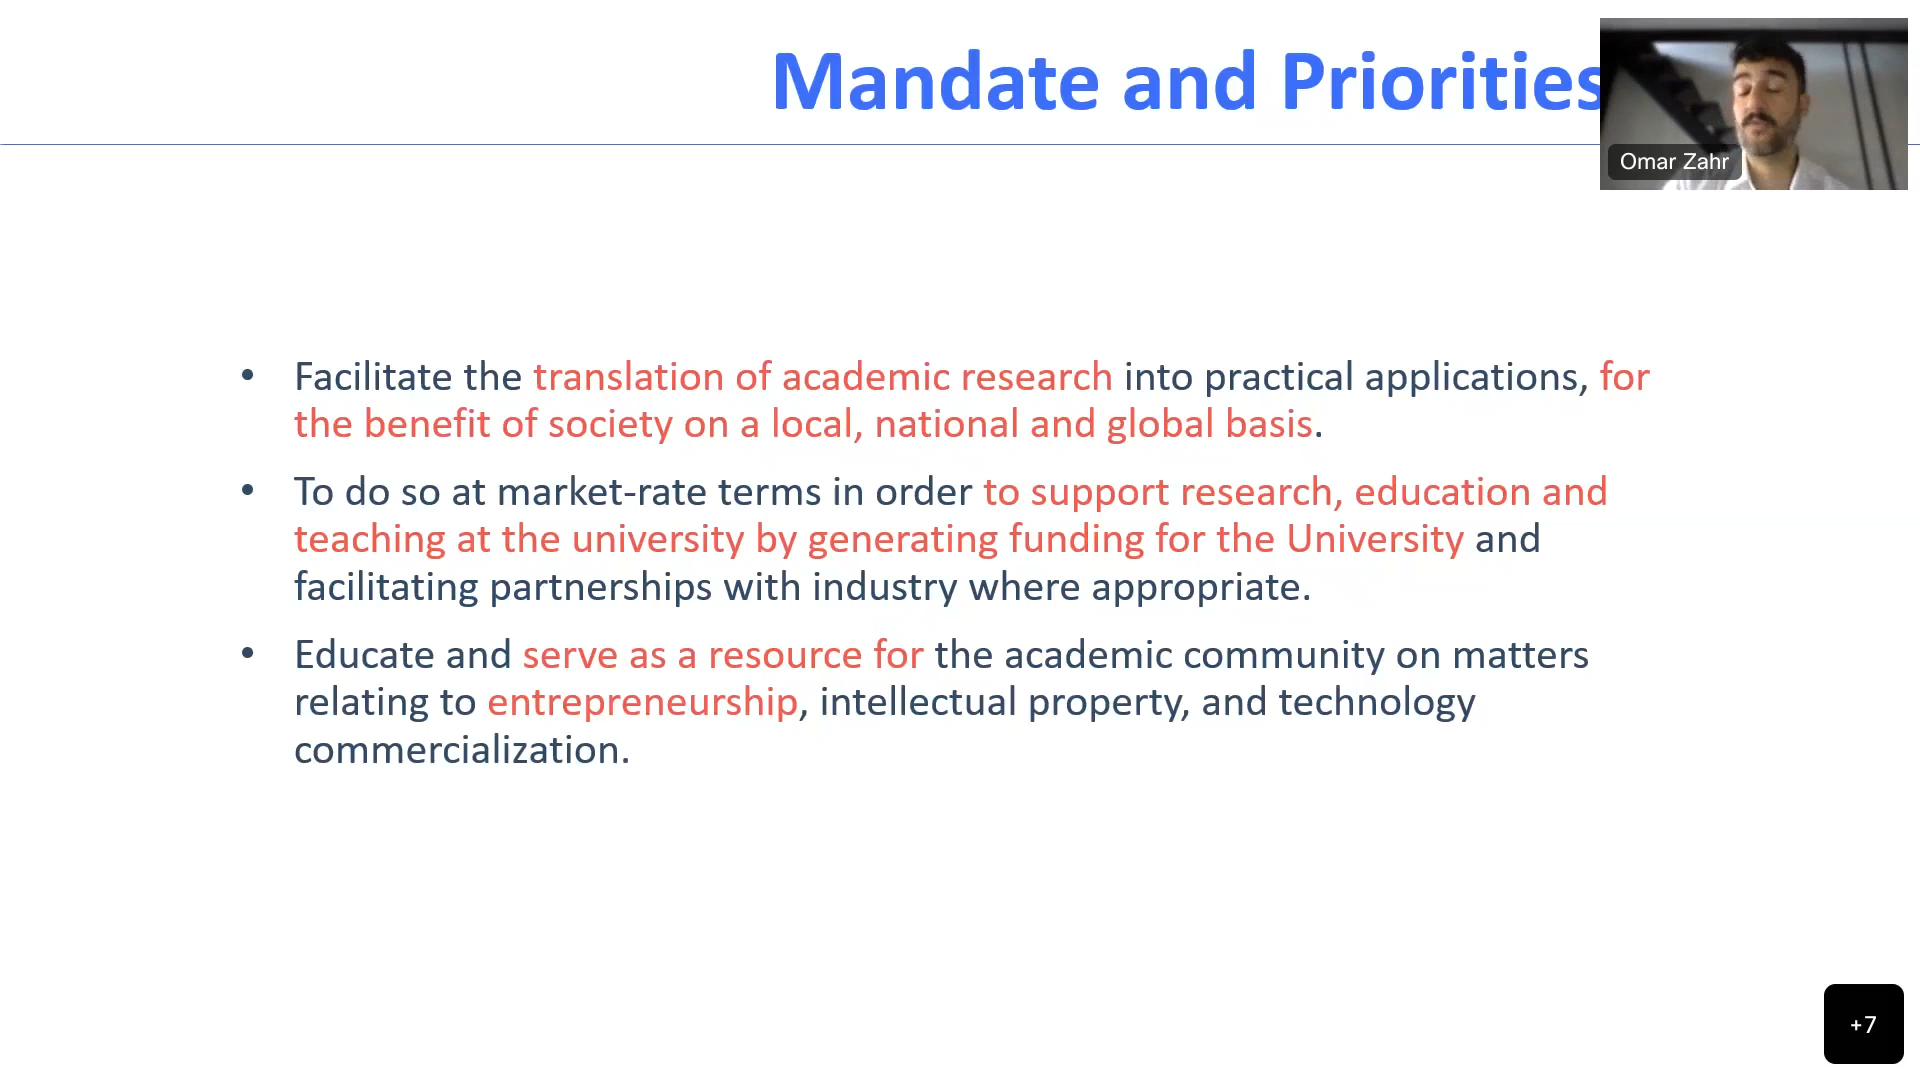 Mandate and Priorities
Omar Zahr
• Facilitate the translation of academic research into practical applications, for
the benefit of society on a local, national and global basis.
• To do so at market-rate terms in order to support research, education and
teaching at the university by generating funding for the University and
facilitating partnerships with industry where appropriate.
• Educate and serve as a resource for the academic community on matters
relating to entrepreneurship, intellectual property, and technology
commercialization.
+7